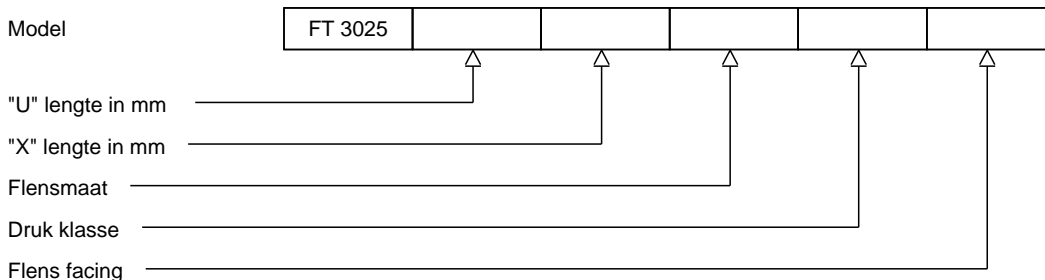 Model FT 3025
"U" lengte in mm
"X" lengte in mm
Flensmaat
Druk klasse
Flens facing